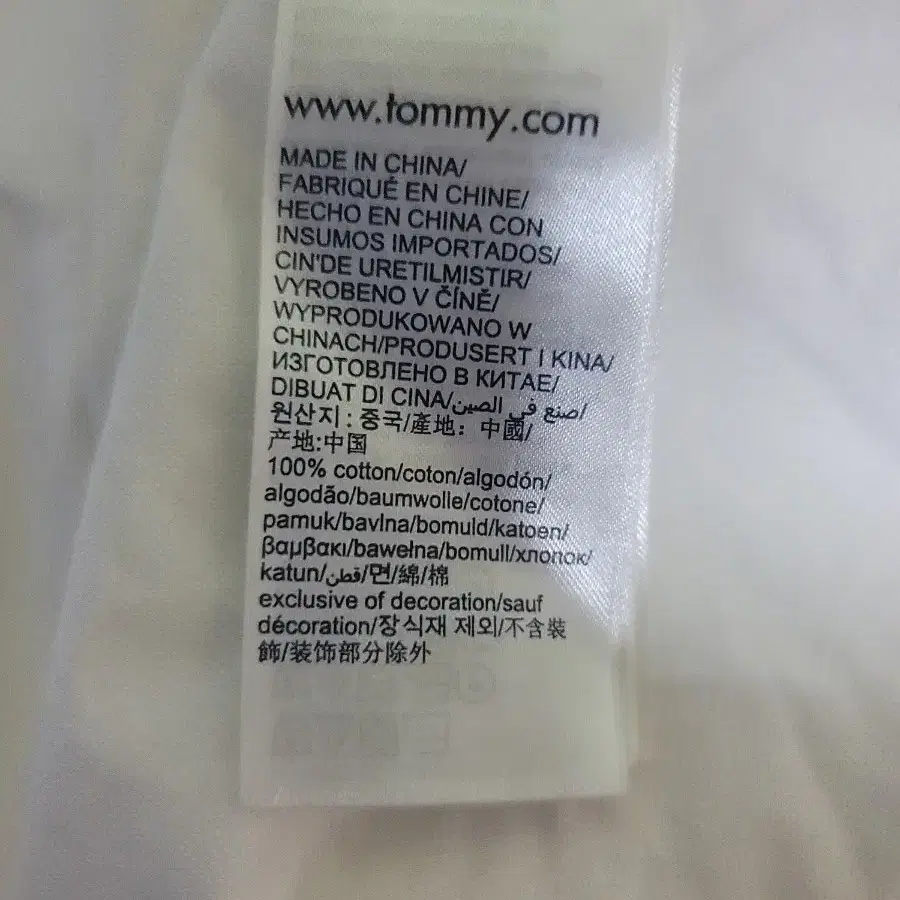 www.tommy.com
MADE IN CHINA/
FABRIQUÉ EN CHINE/
HECHO EN CHINA CON
INSUMOS IMPORTADOS/
CIN'DE URETILMISTIR/
VYROBENO V ČÍNĚ/
WYPRODUKOWANO W
CHINACH/PRODUSERT I KINA/
ИЗГОТОВЛЕНО В КИТАЕ/
DIBUAT DI CINA/صنع في الصين/
원산지 : 중국/產地: 中國/
产地:中国
100% cotton/coton/algodón/
algodão/baumwolle/cotone/
pamuk/bavlna/bomuld/katoen/
βαμβακι/bawełna/bomull/хлопок/
katun/قطن/면/綿/棉
exclusive of decoration/sauf
décoration/장식재 제외/不含裝
飾/装饰部分除外